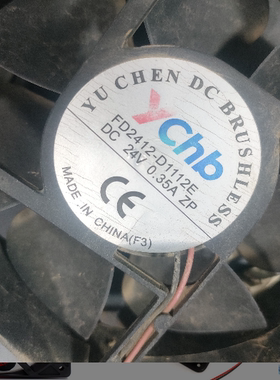 YU CHEN DC BRUSHLESS
Chb
FD2412-D1112E
DC 24V 0.35A ZP
CE
MADE.IN CHINA(F3)